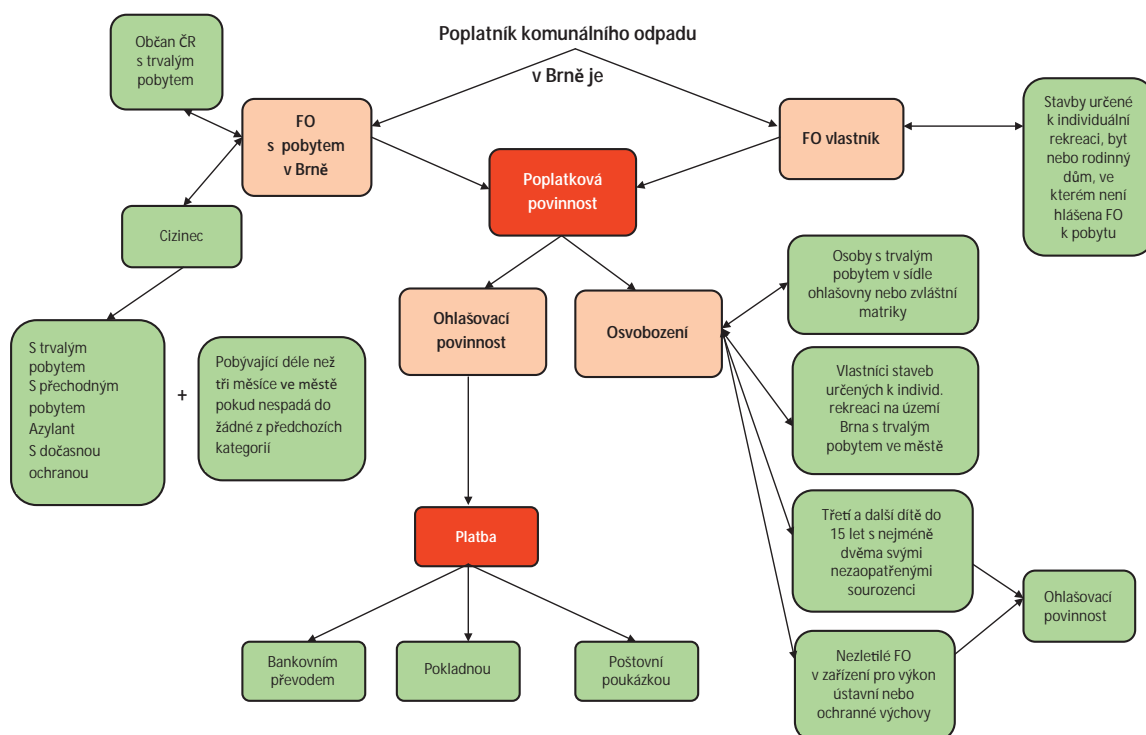 Poplatník komunálního odpadu
v Brně je
Občan ČR
s trvalým
pobytem
FO
s pobytem
v Brně
FO vlastník
Stavby určené
k individuální
rekreaci, byt
nebo rodinný
dům, ve
kterém není
hlášena FO
k pobytu
Poplatková
povinnost
Cizinec
Ohlašovací
povinnost
Osvobození
Osoby s trvalým
pobytem v sídle
ohlašovny nebo zvláštní
matriky
S trvalým
pobytem
S přechodným
pobytem
Azylant
S dočasnou
ochranou
+
Pobývající déle než
tři měsíce ve městě
pokud nespadá do
žádné z předchozích
kategorií
Vlastníci staveb
určených k individ.
rekreaci na území
Brna s trvalým
pobytem ve městě
Platba
Třetí a další dítě do
15 let s nejméně
dvěma svými
nezaopatřenými
sourozenci
Ohlašovací
povinnost
Bankovním
převodem
Pokladnou
Poštovní
poukázkou
Nezletilé FO
v zařízení pro výkon
ústavní nebo
ochranné výchovy